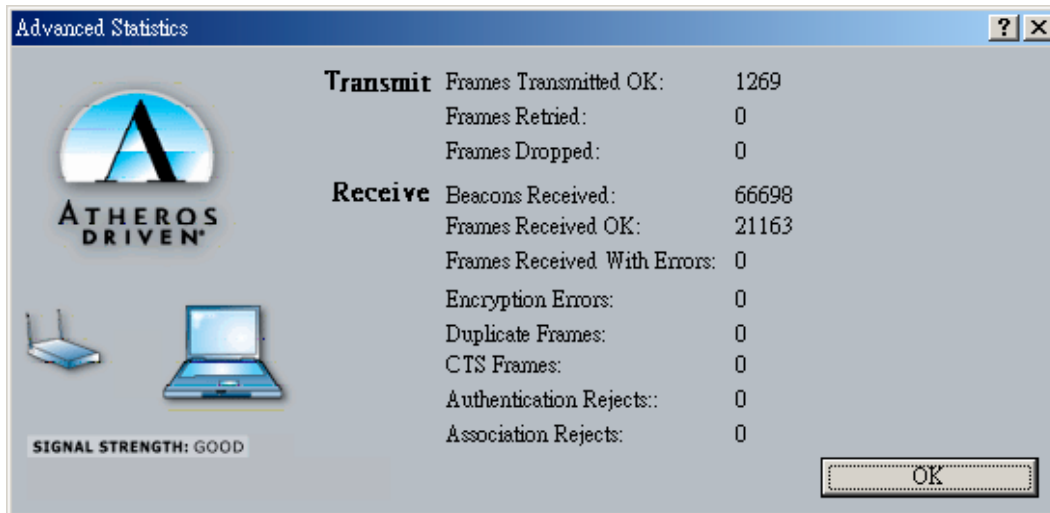 Advanced Statistics
Transmit Frames Transmitted OK: 1269
Frames Retried: 0
Frames Dropped: 0
Receive Beacons Received: 66698
Frames Received OK: 21163
Frames Received With Errors: 0
Encryption Errors: 0
Duplicate Frames: 0
CTS Frames: 0
Authentication Rejects:: 0
Association Rejects: 0
ATHEROS
DRIVEN®
SIGNAL STRENGTH: GOOD
OK